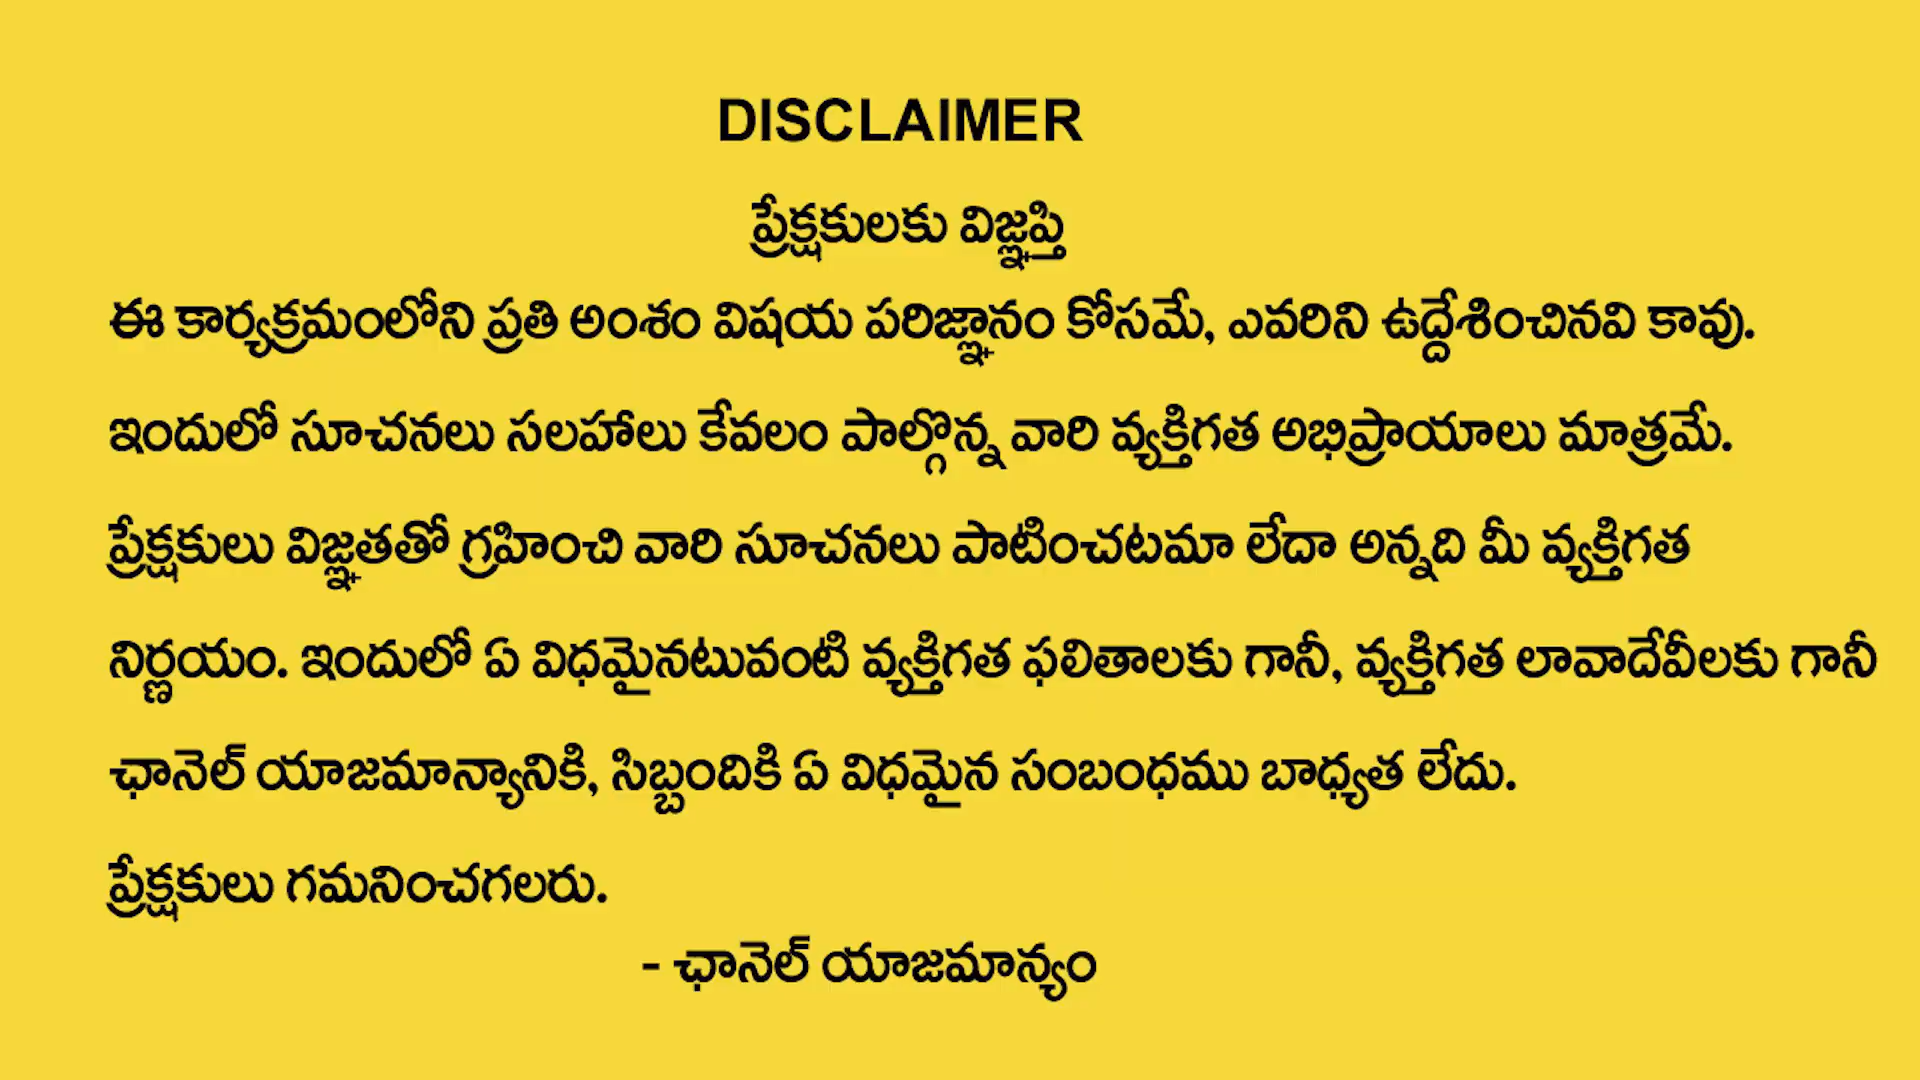 DISCLAIMER
ప్రేక్షకులకు విజ్ఞప్తి
ఈ కార్యక్రమంలోని ప్రతి అంశం విషయ పరిజ్ఞానం కోసమే, ఎవరిని ఉద్దేశించినవి కావు.
ఇందులో సూచనలు సలహాలు కేవలం పాల్గొన్న వారి వ్యక్తిగత అభిప్రాయాలు మాత్రమే.
ప్రేక్షకులు విజ్ఞతతో గ్రహించి వారి సూచనలు పాటించటమా లేదా అన్నది మీ వ్యక్తిగత
నిర్ణయం. ఇందులో ఏ విధమైనటువంటి వ్యక్తిగత ఫలితాలకు గానీ, వ్యక్తిగత లావాదేవీలకు గానీ
ఛానెల్ యాజమాన్యానికి, సిబ్బందికి ఏ విధమైన సంబంధము బాధ్యత లేదు.
ప్రేక్షకులు గమనించగలరు.
- ఛానెల్ యాజమాన్యం